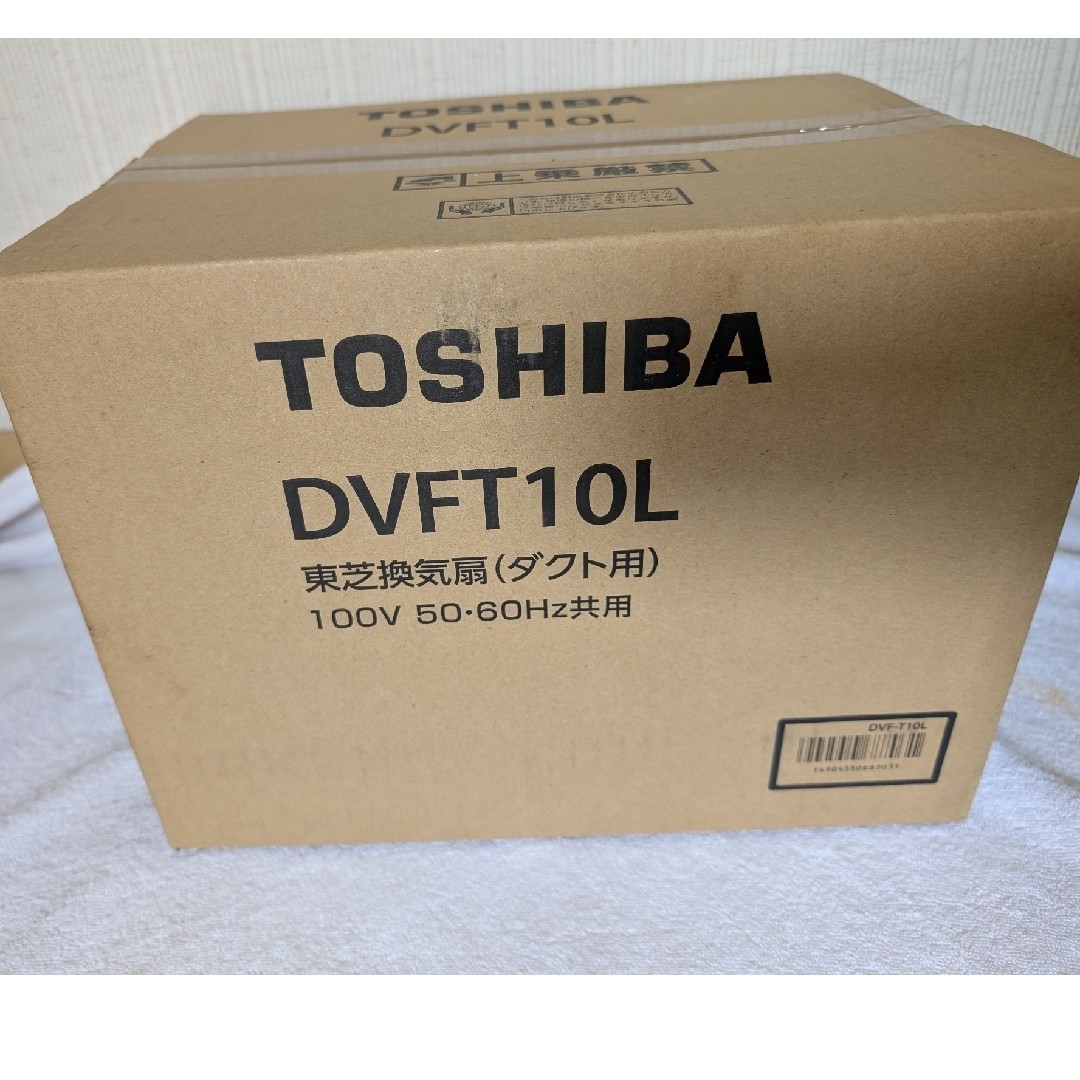 TOSHIBA
DVFT10L
上乗厳禁
TOSHIBA
DVFT10L
東芝換気扇(ダクト用)
100V 50・60Hz共用
DVF-T10L